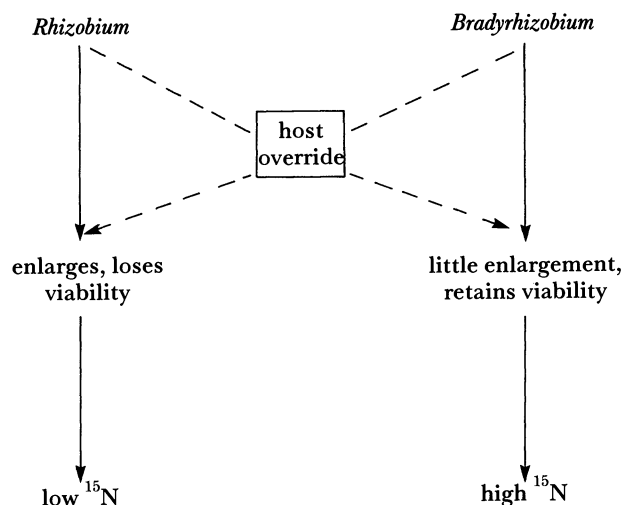 Rhizobium
Bradyrhizobium
host
override
enlarges, loses
viability
little enlargement,
retains viability
low ¹⁵N
high ¹⁵N